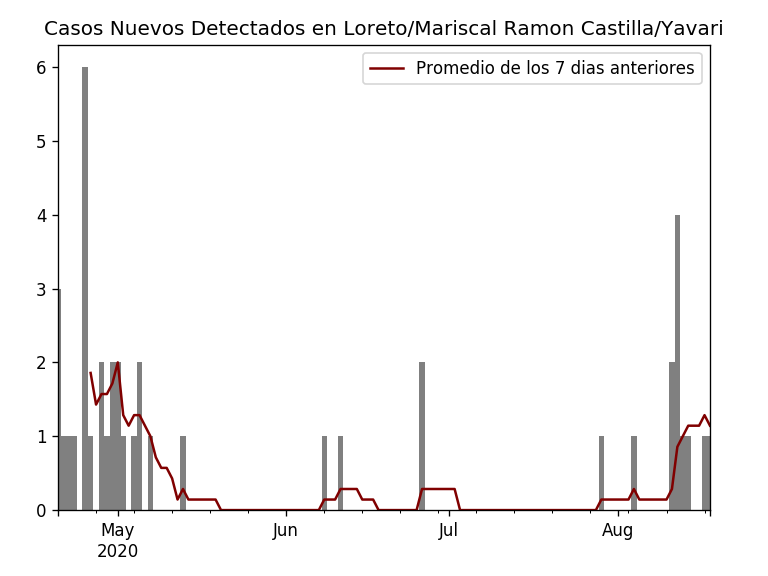 Casos Nuevos Detectados en Loreto/Mariscal Ramon Castilla/Yavari
Promedio de los 7 dias anteriores
6
5
4
3
2
1
0
May Jun Jul Aug
2020